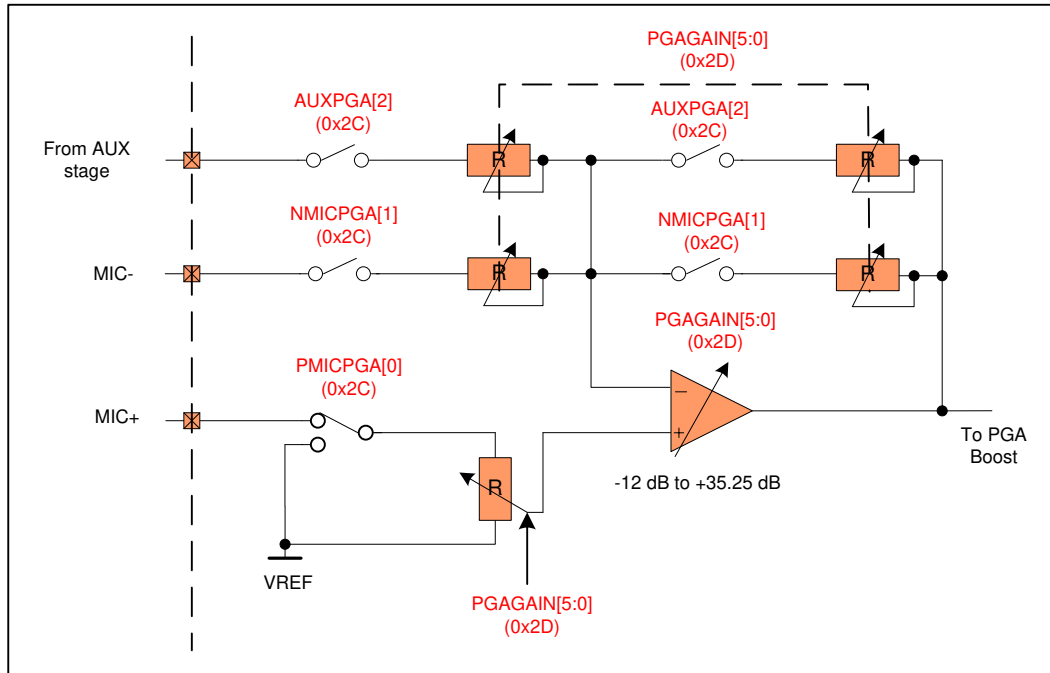 PGAGAIN[5:0]
(0x2D)
AUXPGA[2]
(0x2C)
AUXPGA[2]
(0x2C)
From AUX
stage
R
R
NMICPGA[1]
(0x2C)
NMICPGA[1]
(0x2C)
MIC-
R
R
PGAGAIN[5:0]
(0x2D)
PMICPGA[0]
(0x2C)
MIC+
−
+
To PGA
Boost
R
-12 dB to +35.25 dB
VREF
PGAGAIN[5:0]
(0x2D)